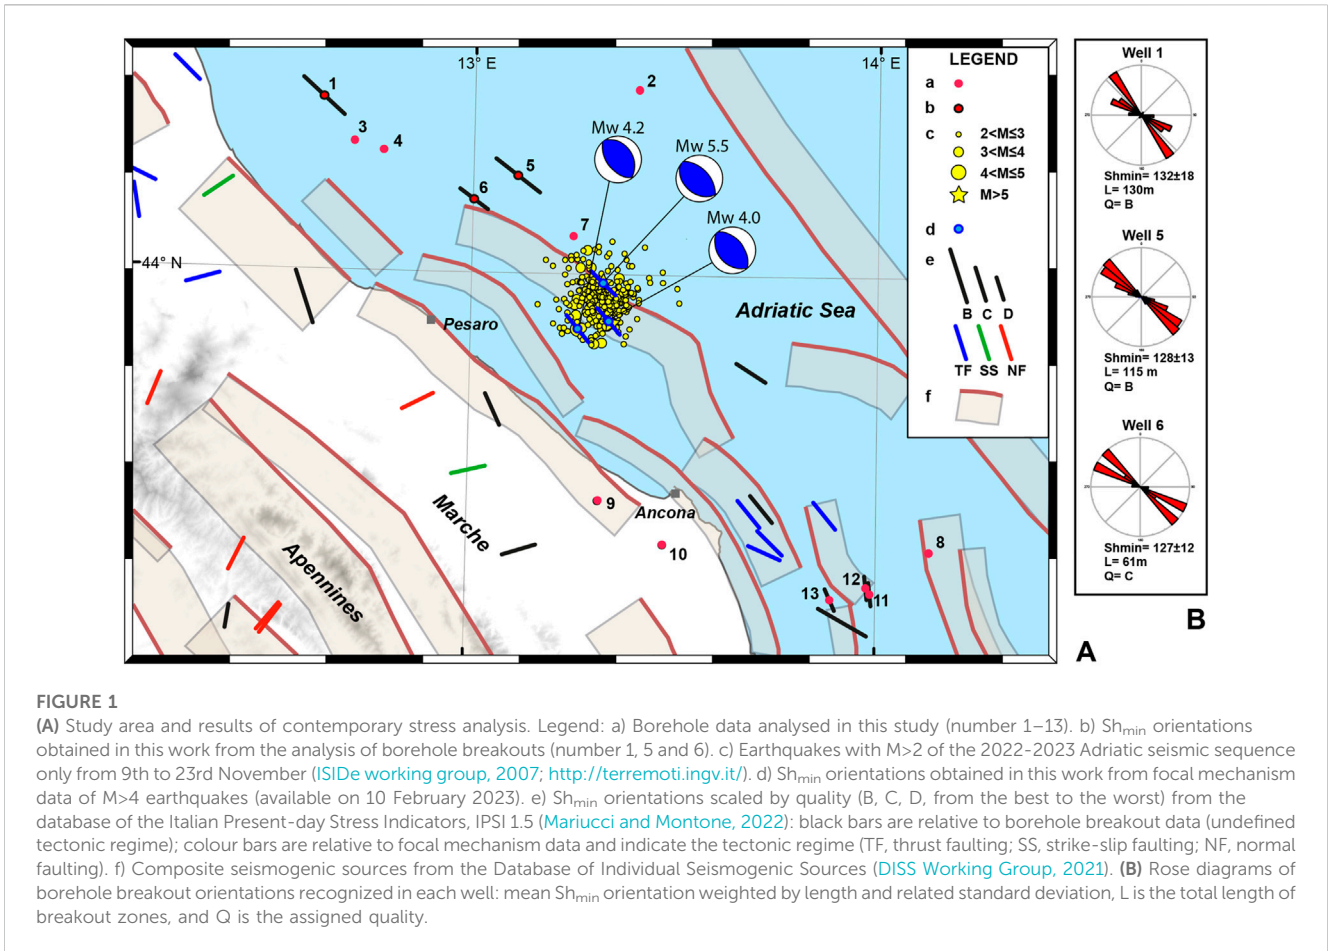 13° E
14° E
44° N
1
2
3
4
5
6
7
8
9
10
11
12
13
Mw 4.2
Mw 5.5
Mw 4.0
Adriatic Sea
Pesaro
Ancona
Marche
Apennines
LEGEND
a
b
c
2<M≤3
3<M≤4
4<M≤5
M>5
d
e
B C D
TF SS NF
f
A
Well 1
Shmin= 132±18
L= 130m
Q= B
Well 5
Shmin= 128±13
L= 115 m
Q= B
Well 6
Shmin= 127±12
L= 61m
Q= C
B
FIGURE 1
(A) Study area and results of contemporary stress analysis. Legend: a) Borehole data analysed in this study (number 1–13). b) Shmin orientations
obtained in this work from the analysis of borehole breakouts (number 1, 5 and 6). c) Earthquakes with M>2 of the 2022-2023 Adriatic seismic sequence
only from 9th to 23rd November (ISIDe working group, 2007; http://terremoti.ingv.it/). d) Shmin orientations obtained in this work from focal mechanism
data of M>4 earthquakes (available on 10 February 2023). e) Shmin orientations scaled by quality (B, C, D, from the best to the worst) from the
database of the Italian Present-day Stress Indicators, IPSI 1.5 (Mariucci and Montone, 2022): black bars are relative to borehole breakout data (undefined
tectonic regime); colour bars are relative to focal mechanism data and indicate the tectonic regime (TF, thrust faulting; SS, strike-slip faulting; NF, normal
faulting). f) Composite seismogenic sources from the Database of Individual Seismogenic Sources (DISS Working Group, 2021). (B) Rose diagrams of
borehole breakout orientations recognized in each well: mean Shmin orientation weighted by length and related standard deviation, L is the total length of
breakout zones, and Q is the assigned quality.